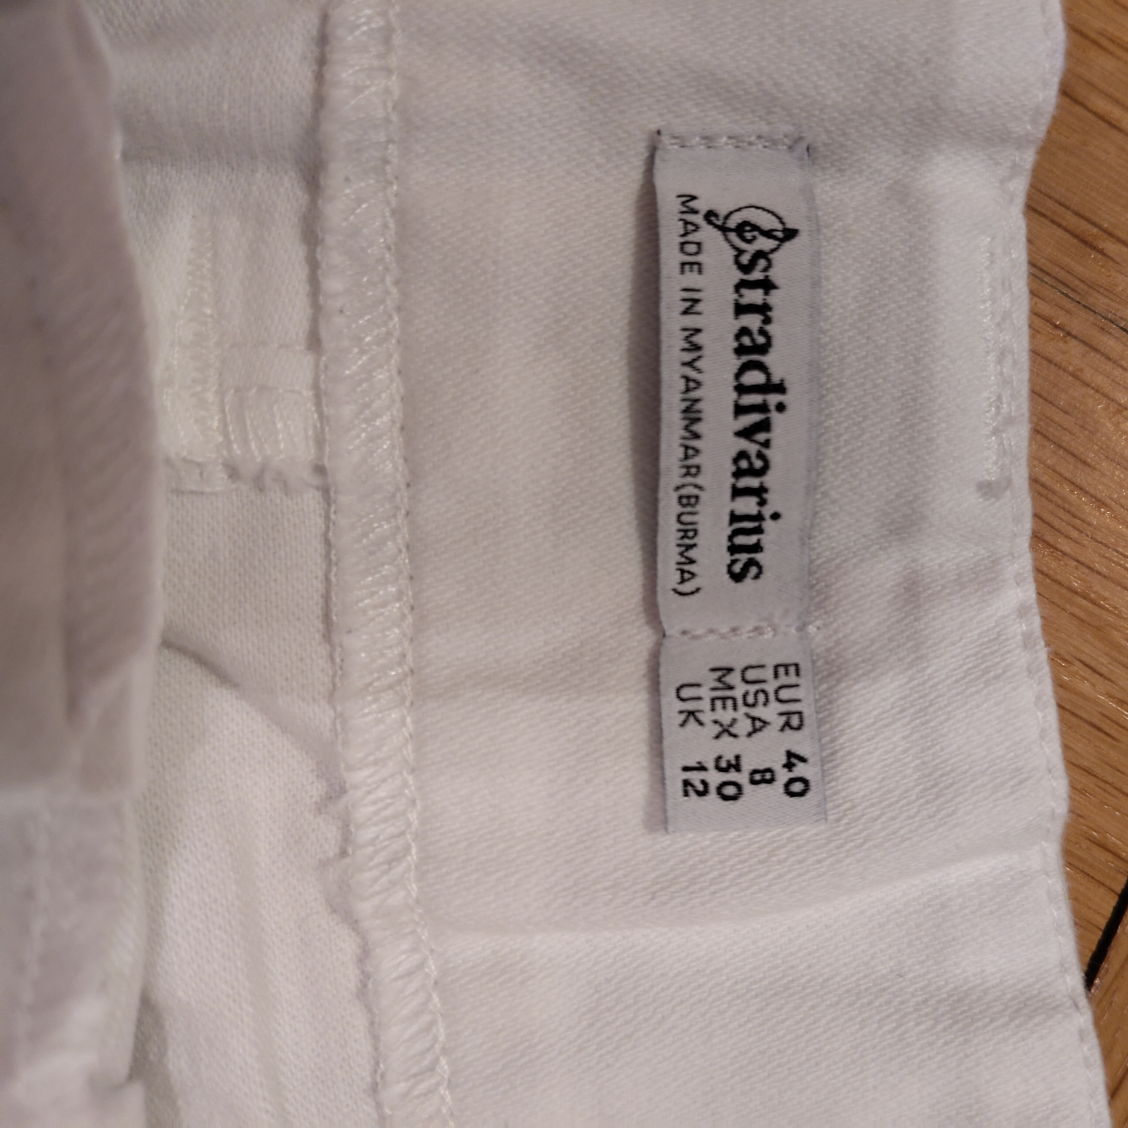 stradivarius
MADE IN MYANMAR(BURMA)
EUR 40
USA 8
MEX 30
UK 12